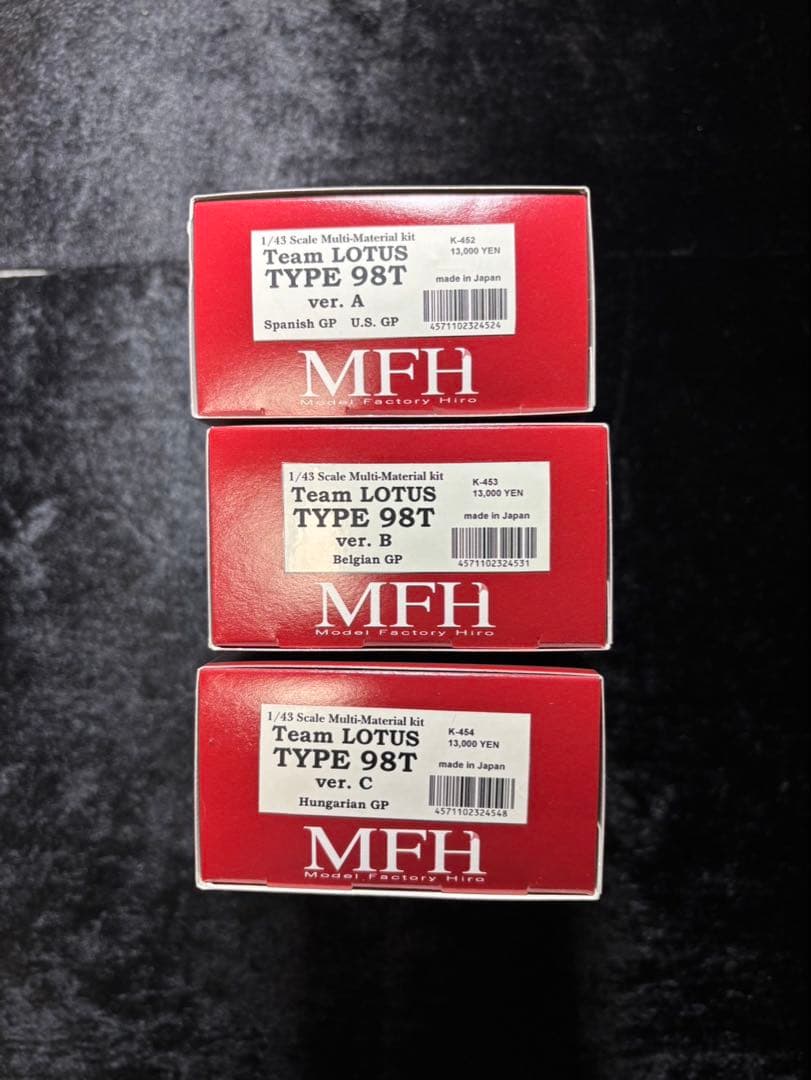 1/43 Scale Multi-Material kit
Team LOTUS
TYPE 98T
ver. A
Spanish GP U.S. GP
K-452
13,000 YEN
made in Japan
4571102324524
MFH
Model Factory Hiro
1/43 Scale Multi-Material kit
Team LOTUS
TYPE 98T
ver. B
Belgian GP
K-453
13,000 YEN
made in Japan
4571102324531
MFH
Model Factory Hiro
1/43 Scale Multi-Material kit
Team LOTUS
TYPE 98T
ver. C
Hungarian GP
K-454
13,000 YEN
made in Japan
4571102324548
MFH
Model Factory Hiro